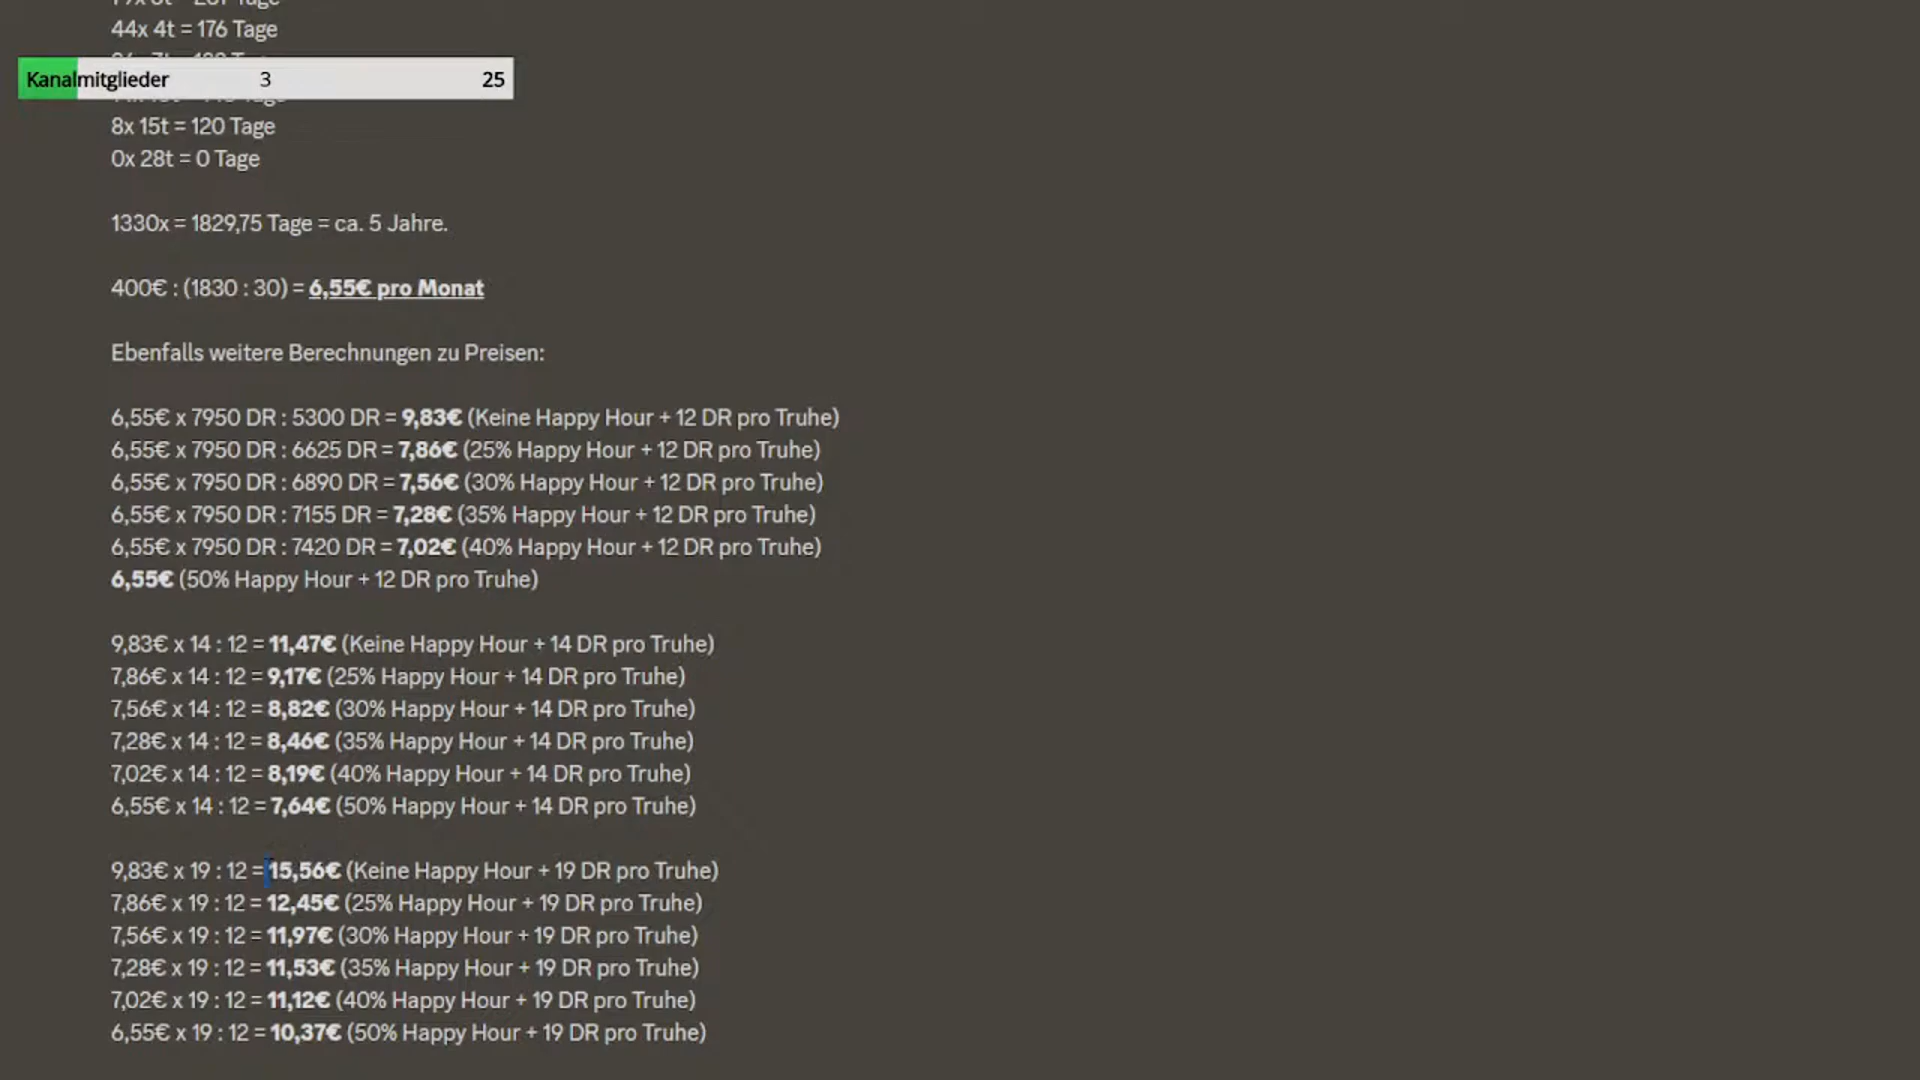 44x 4t = 176 Tage
Kanalmitglieder 3 25
8x 15t = 120 Tage
0x 28t = 0 Tage
1330x = 1829,75 Tage = ca. 5 Jahre.
400€ : (1830 : 30) = 6,55€ pro Monat
Ebenfalls weitere Berechnungen zu Preisen:
6,55€ x 7950 DR : 5300 DR = 9,83€ (Keine Happy Hour + 12 DR pro Truhe)
6,55€ x 7950 DR : 6625 DR = 7,86€ (25% Happy Hour + 12 DR pro Truhe)
6,55€ x 7950 DR : 6890 DR = 7,56€ (30% Happy Hour + 12 DR pro Truhe)
6,55€ x 7950 DR : 7155 DR = 7,28€ (35% Happy Hour + 12 DR pro Truhe)
6,55€ x 7950 DR : 7420 DR = 7,02€ (40% Happy Hour + 12 DR pro Truhe)
6,55€ (50% Happy Hour + 12 DR pro Truhe)
9,83€ x 14 : 12 = 11,47€ (Keine Happy Hour + 14 DR pro Truhe)
7,86€ x 14 : 12 = 9,17€ (25% Happy Hour + 14 DR pro Truhe)
7,56€ x 14 : 12 = 8,82€ (30% Happy Hour + 14 DR pro Truhe)
7,28€ x 14 : 12 = 8,46€ (35% Happy Hour + 14 DR pro Truhe)
7,02€ x 14 : 12 = 8,19€ (40% Happy Hour + 14 DR pro Truhe)
6,55€ x 14 : 12 = 7,64€ (50% Happy Hour + 14 DR pro Truhe)
9,83€ x 19 : 12 = 15,56€ (Keine Happy Hour + 19 DR pro Truhe)
7,86€ x 19 : 12 = 12,45€ (25% Happy Hour + 19 DR pro Truhe)
7,56€ x 19 : 12 = 11,97€ (30% Happy Hour + 19 DR pro Truhe)
7,28€ x 19 : 12 = 11,53€ (35% Happy Hour + 19 DR pro Truhe)
7,02€ x 19 : 12 = 11,12€ (40% Happy Hour + 19 DR pro Truhe)
6,55€ x 19 : 12 = 10,37€ (50% Happy Hour + 19 DR pro Truhe)